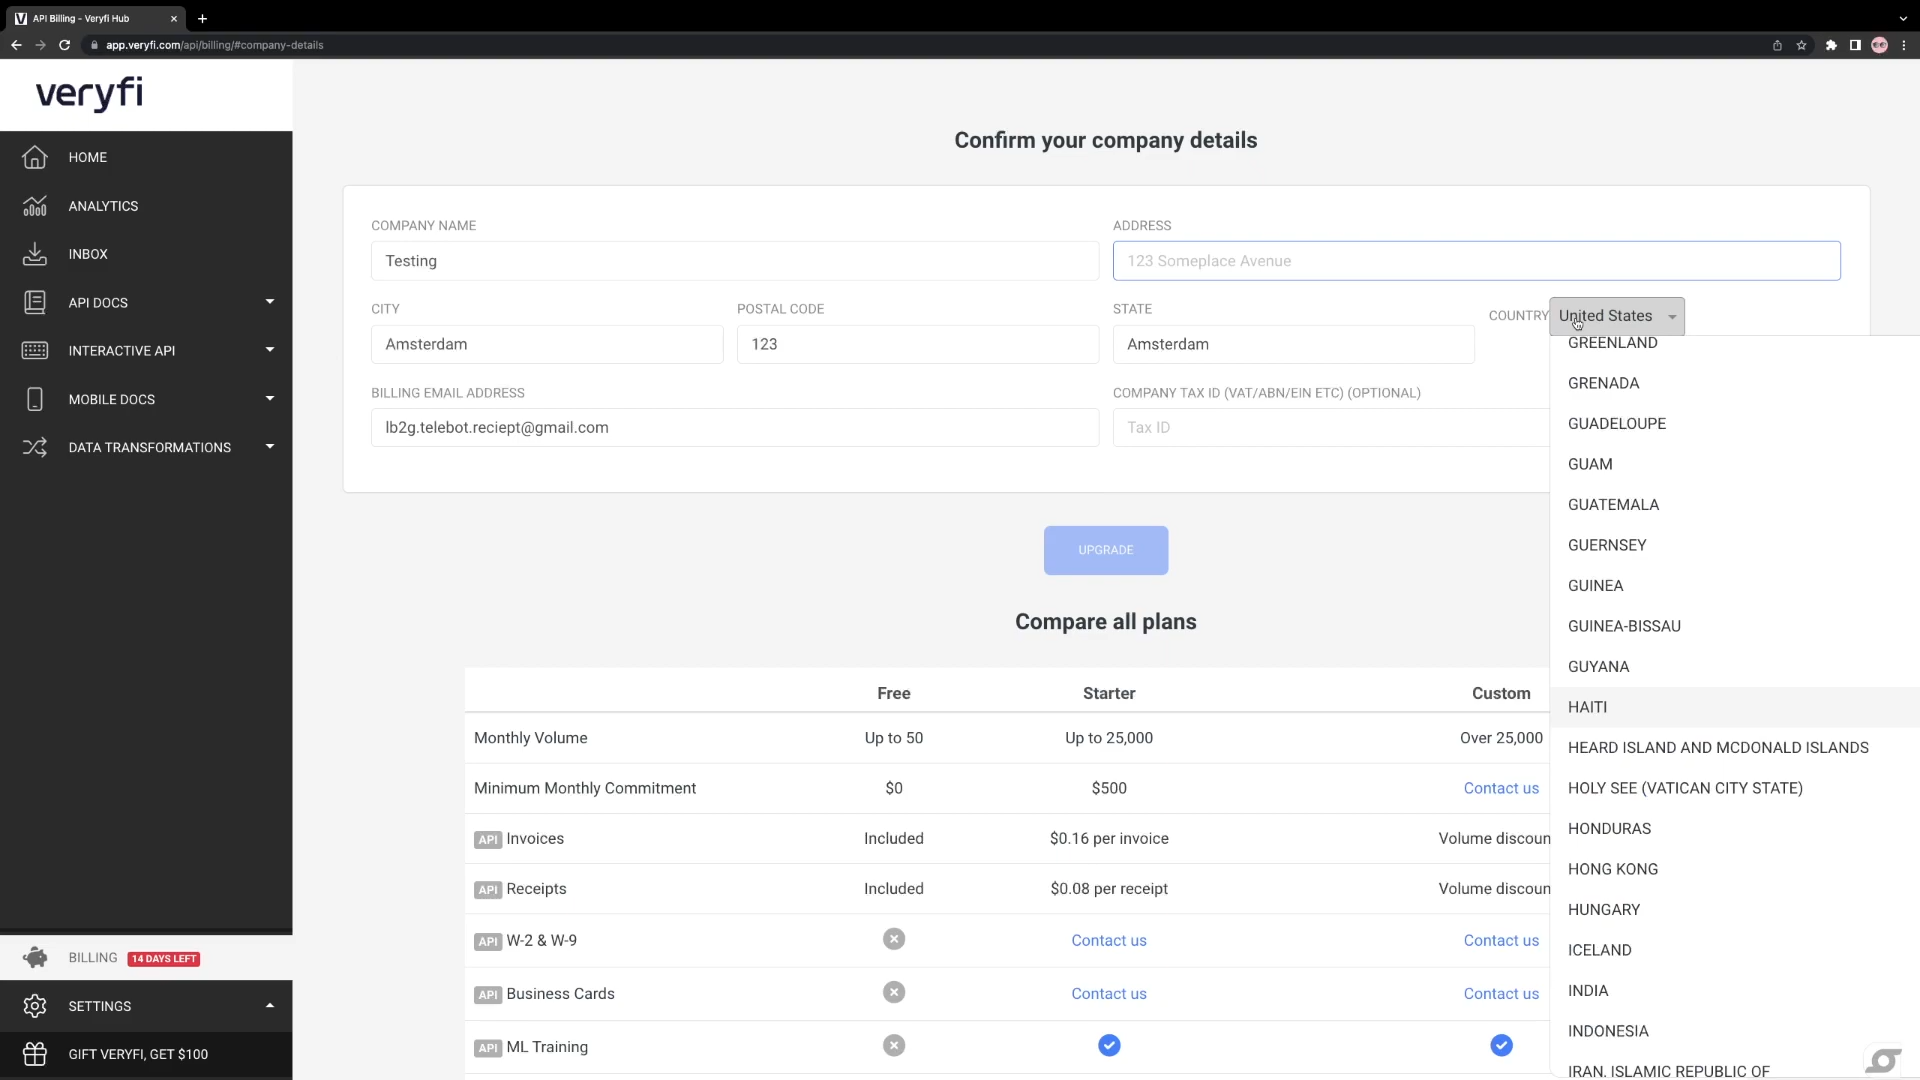 API Billing - Veryfi Hub
app.veryfi.com/api/billing/#company-details
veryfi
HOME
ANALYTICS
INBOX
API DOCS
INTERACTIVE API
MOBILE DOCS
DATA TRANSFORMATIONS
BILLING 14 DAYS LEFT
SETTINGS
GIFT VERYFI, GET $100
Confirm your company details
COMPANY NAME
Testing
ADDRESS
123 Someplace Avenue
CITY
Amsterdam
POSTAL CODE
123
STATE
Amsterdam
COUNTRY United States
BILLING EMAIL ADDRESS
lb2g.telebot.reciept@gmail.com
COMPANY TAX ID (VAT/ABN/EIN ETC) (OPTIONAL)
Tax ID
GREENLAND
GRENADA
GUADELOUPE
GUAM
GUATEMALA
GUERNSEY
GUINEA
GUINEA-BISSAU
GUYANA
HAITI
HEARD ISLAND AND MCDONALD ISLANDS
HOLY SEE (VATICAN CITY STATE)
HONDURAS
HONG KONG
HUNGARY
ICELAND
INDIA
INDONESIA
IRAN, ISLAMIC REPUBLIC OF
UPGRADE
Compare all plans
Free Starter Custom
Monthly Volume Up to 50 Up to 25,000 Over 25,000
Minimum Monthly Commitment $0 $500 Contact us
API Invoices Included $0.16 per invoice Volume discoun
API Receipts Included $0.08 per receipt Volume discoun
API W-2 & W-9 Contact us Contact us
API Business Cards Contact us Contact us
API ML Training